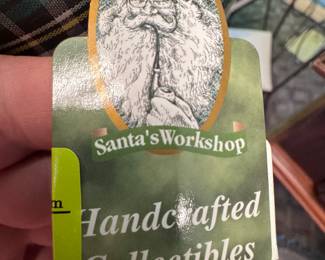 Santa's Workshop
Handcrafted
Collectibles